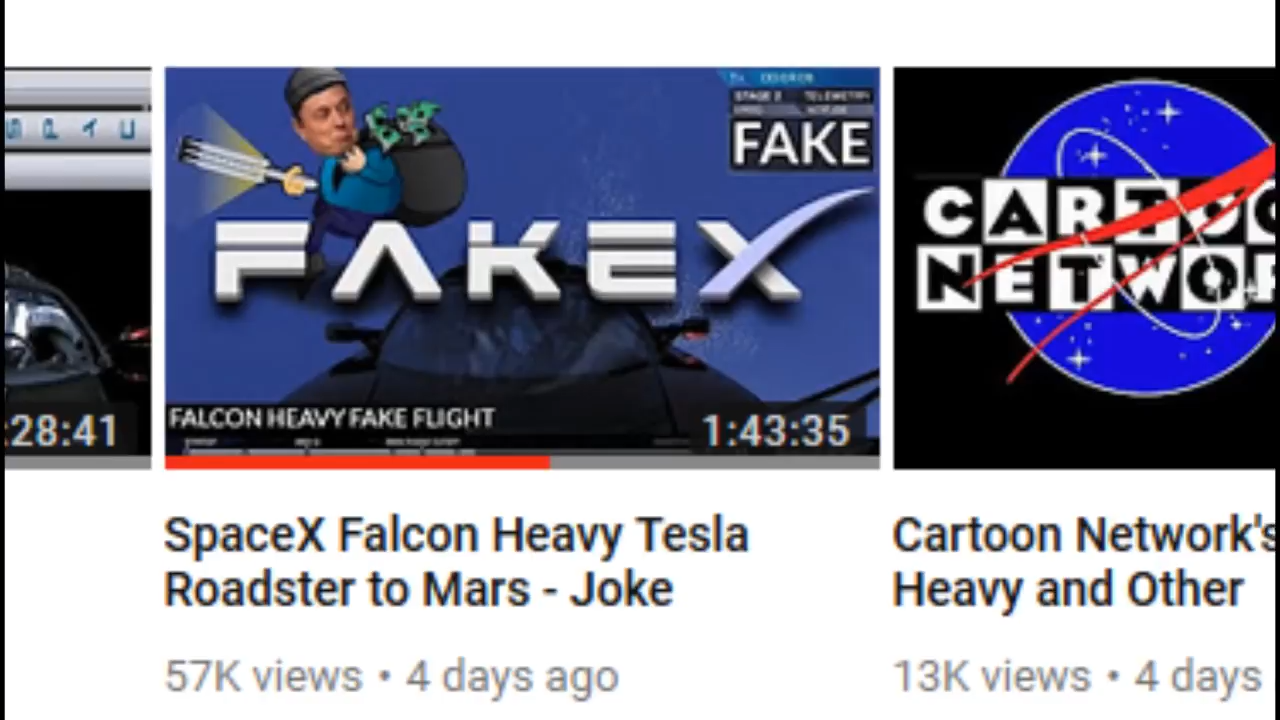 FAKE
FAKEX
FALCON HEAVY FAKE FLIGHT
:28:41
1:43:35
CARTOO
NETWOR
SpaceX Falcon Heavy Tesla
Roadster to Mars - Joke
57K views • 4 days ago
Cartoon Network's
Heavy and Other
13K views • 4 days